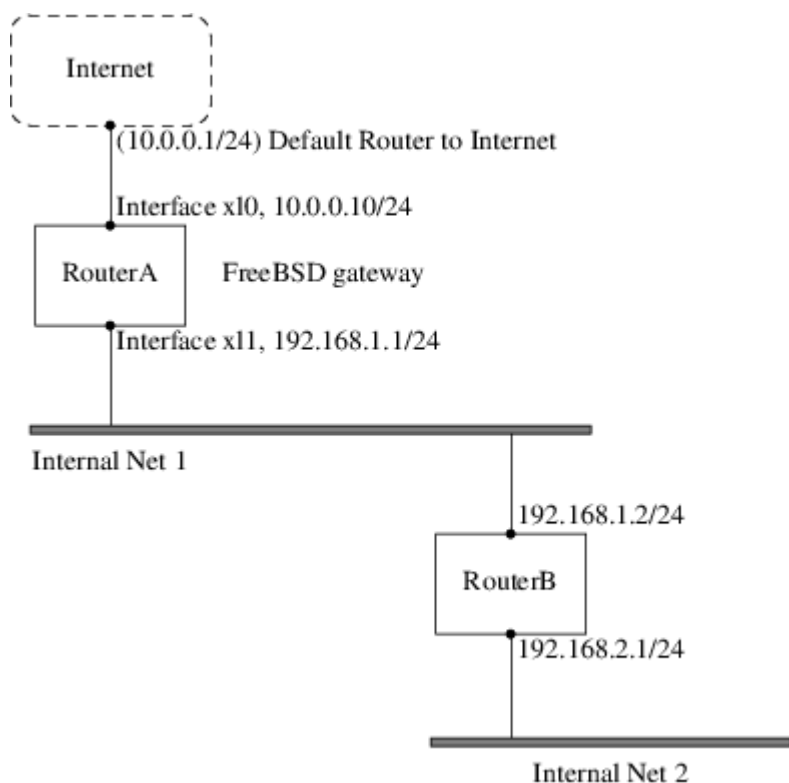 Internet
(10.0.0.1/24) Default Router to Internet
Interface xl0, 10.0.0.10/24
RouterA
FreeBSD gateway
Interface xl1, 192.168.1.1/24
Internal Net 1
192.168.1.2/24
RouterB
192.168.2.1/24
Internal Net 2